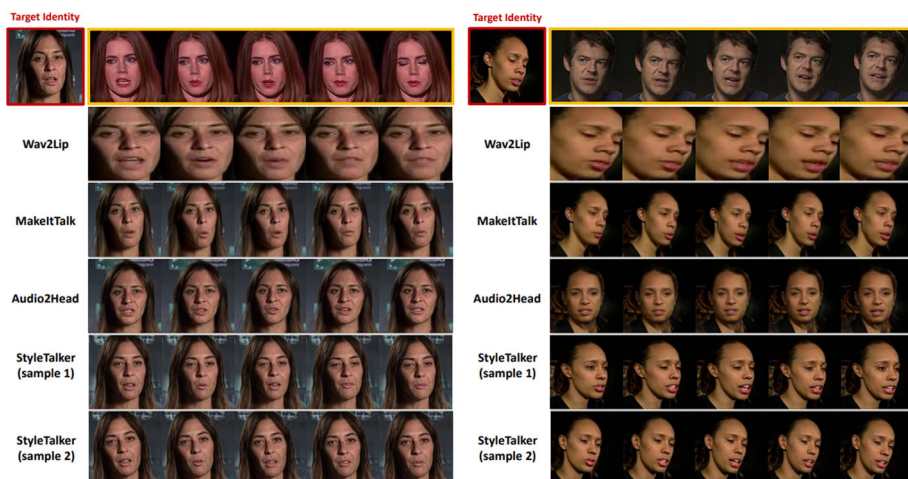 Target Identity
Wav2Lip
MakeItTalk
Audio2Head
StyleTalker
(sample 1)
StyleTalker
(sample 2)
Target Identity
Wav2Lip
MakeItTalk
Audio2Head
StyleTalker
(sample 1)
StyleTalker
(sample 2)